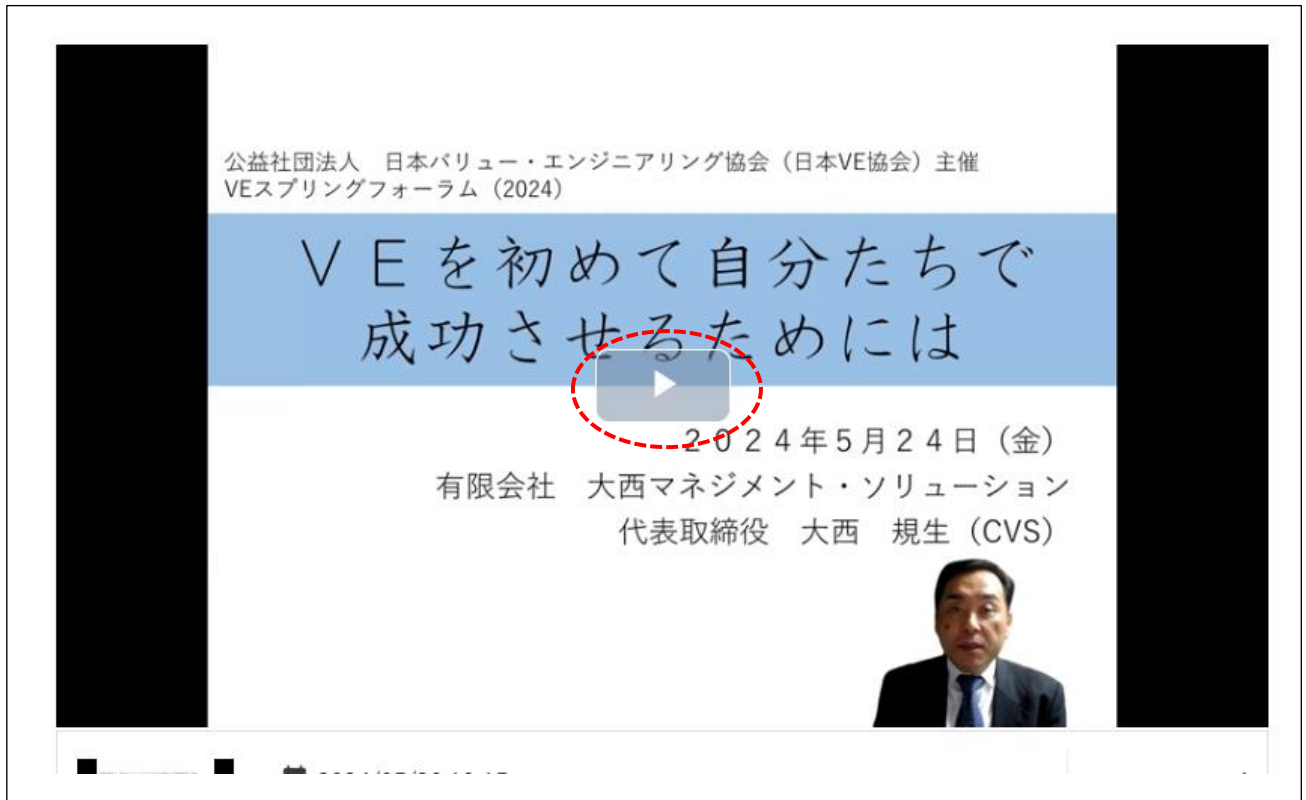 公益社団法人　日本バリュー・エンジニアリング協会（日本VE協会）主催
VEスプリングフォーラム（2024）
ＶＥを初めて自分たちで
成功させるためには
２０２４年５月２４日（金）
有限会社　大西マネジメント・ソリューション
代表取締役　大西　規生（CVS）